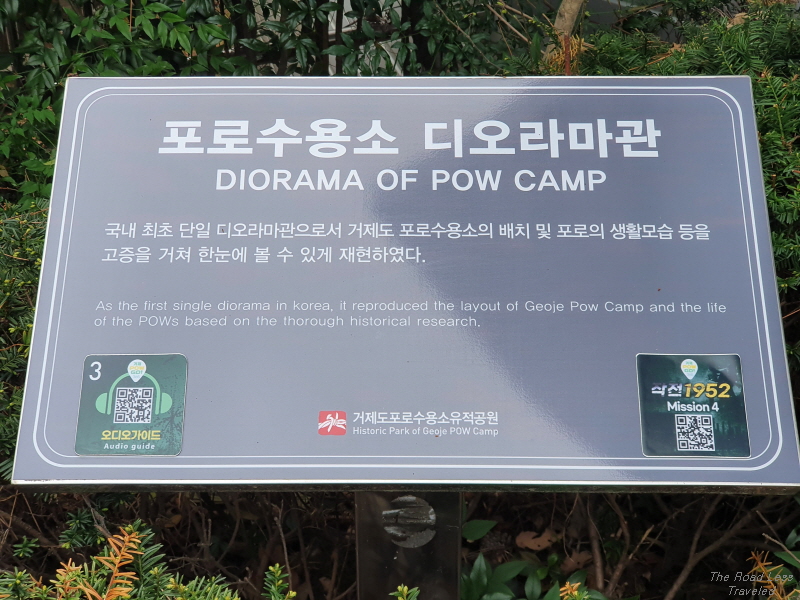 포로수용소 디오라마관
DIORAMA OF POW CAMP
국내 최초 단일 디오라마관으로서 거제도 포로수용소의 배치 및 포로의 생활모습 등을
고증을 거쳐 한눈에 볼 수 있게 재현하였다.
As the first single diorama in korea, it reproduced the layout of Geoje Pow Camp and the life
of the POWs based on the thorough historical research.
3
오디오가이드
Audio guide
거제도포로수용소유적공원
Historic Park of Geoje POW Camp
작전1952
Mission 4
The Road Less
Traveled